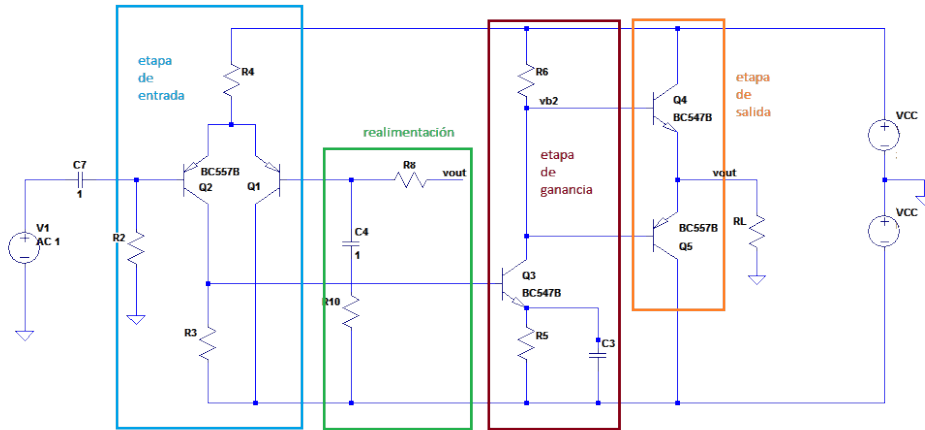 etapa
de
entrada
R4
R6
vb2
Q4
BC547B
etapa
de
salida
VCC
realimentación
C7
1
BC557B
Q2
Q1
R8
vout
etapa
de
ganancia
vout
V1
AC 1
R2
C4
1
BC557B
Q5
RL
VCC
Q3
BC547B
R10
R3
R5
C3